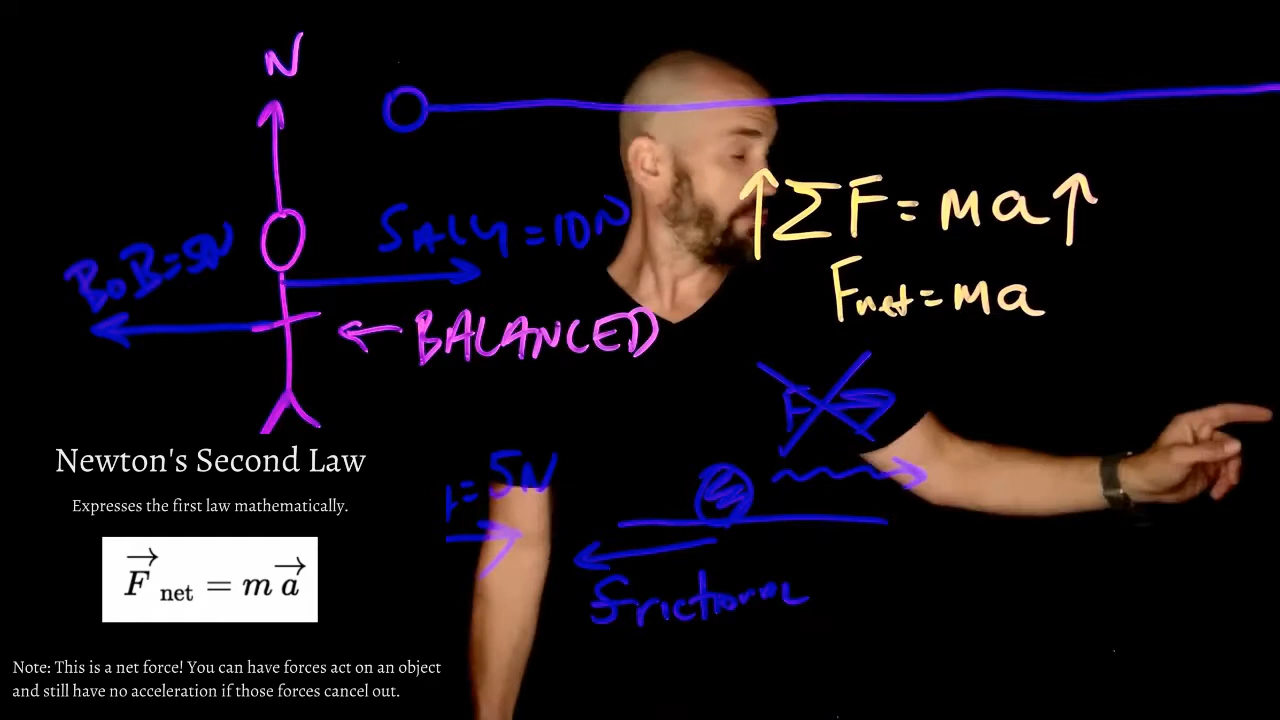 N
BOB=5N
SALLY=10N
↑ΣF=ma↑
Fnet=ma
←BALANCED
Newton's Second Law
Expresses the first law mathematically.
F net = m a
=5N
frictional
Note: This is a net force! You can have forces act on an object
and still have no acceleration if those forces cancel out.